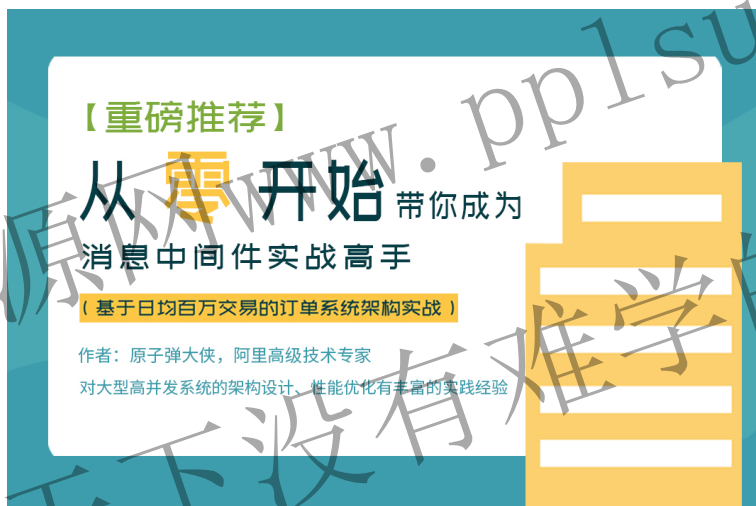 【重磅推荐】
从零开始带你成为
消息中间件实战高手
（基于日均百万交易的订单系统架构实战）
作者：原子弹大侠，阿里高级技术专家
对大型高并发系统的架构设计、性能优化有丰富的实践经验
源网www.pplsu
天下没有难学的